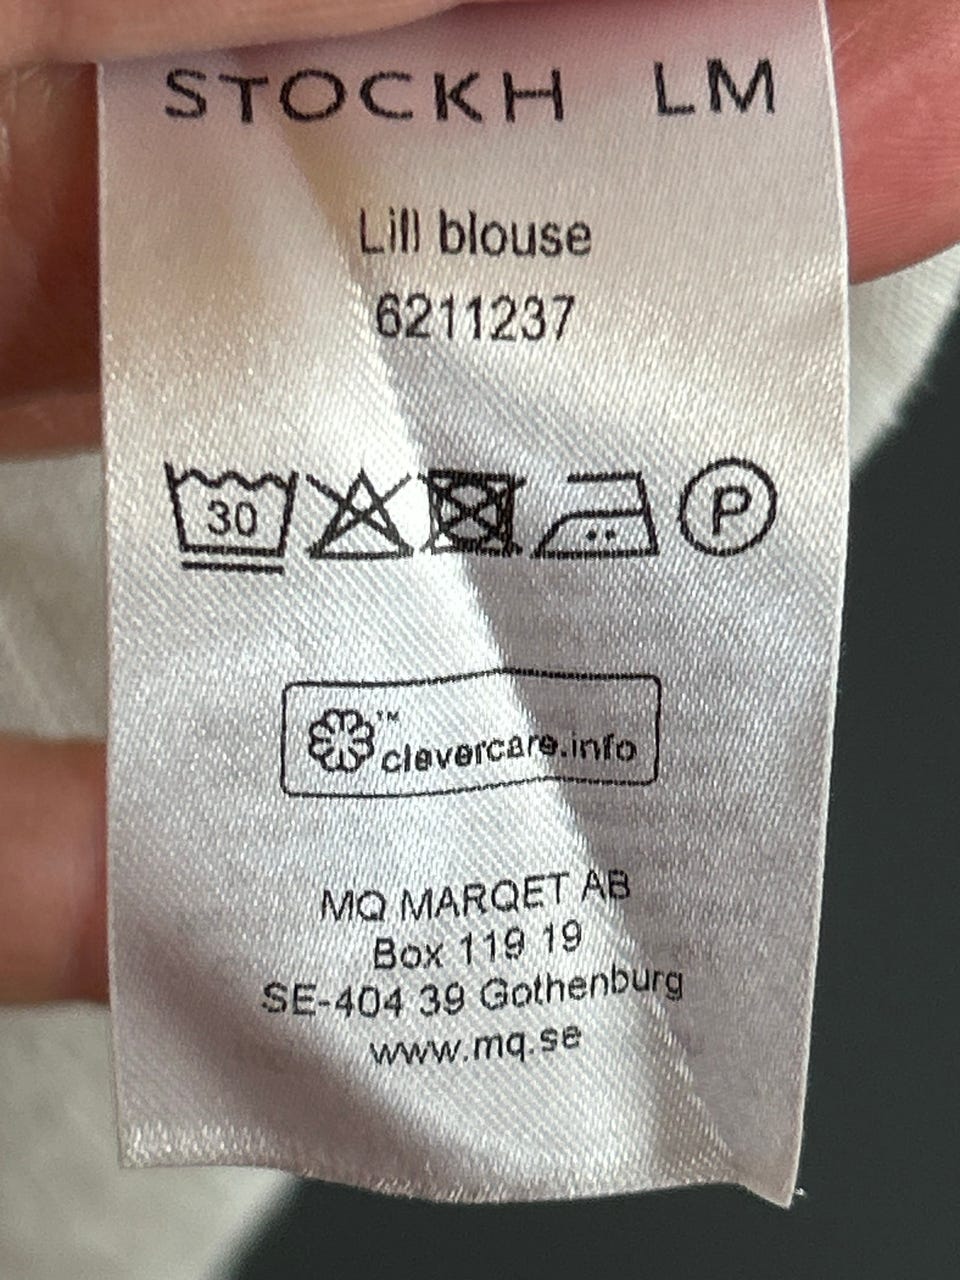 STOCKH LM
Lill blouse
6211237
30 P
™ clevercare.info
MQ MARQET AB
Box 119 19
SE-404 39 Gothenburg
www.mq.se